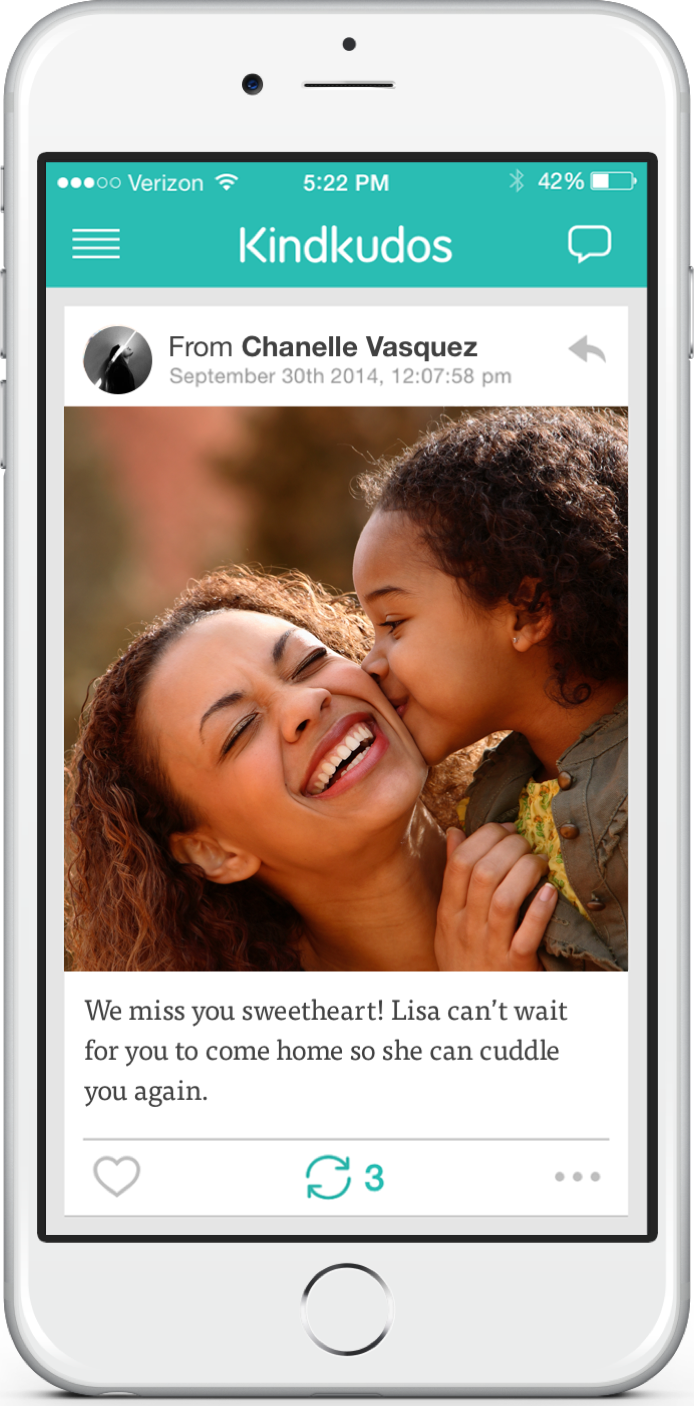 Verizon 5:22 PM 42%
Kindkudos
From Chanelle Vasquez
September 30th 2014, 12:07:58 pm
We miss you sweetheart! Lisa can’t wait
for you to come home so she can cuddle
you again.
3